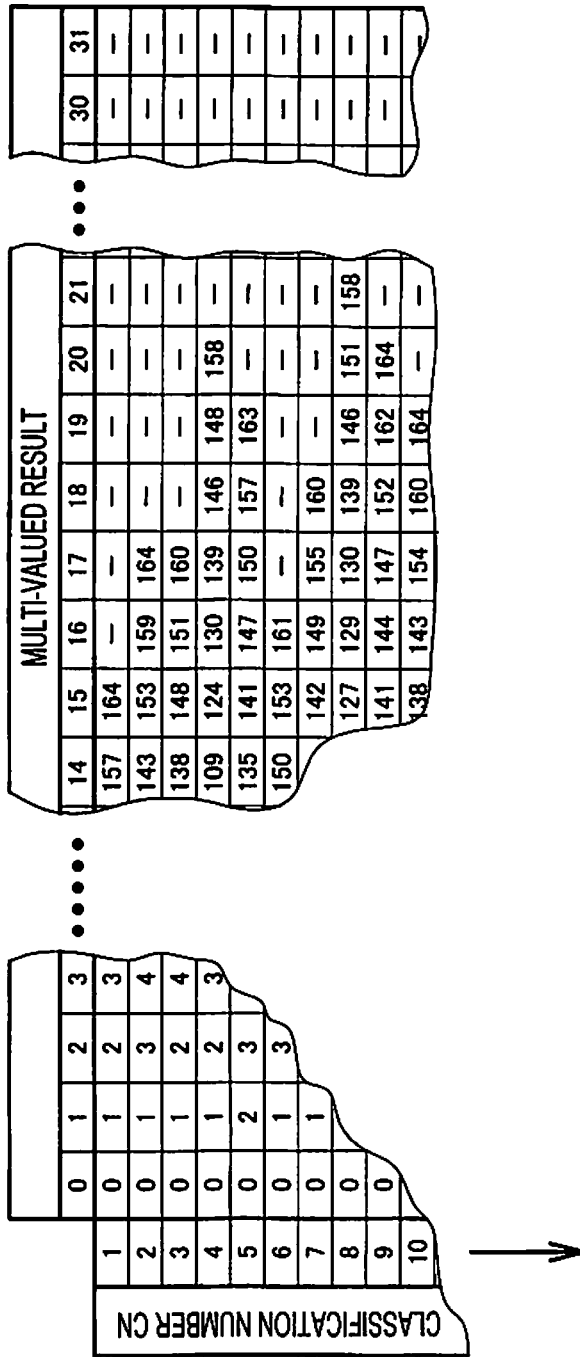 MULTI-VALUED RESULT
0 1 2 3 ••••• 14 15 16 17 18 19 20 21 ••• 30 31
CLASSIFICATION NUMBER CN
1 0 1 2 3 157 164 — — — — — — — —
2 0 1 3 4 143 153 159 164 — — — — — —
3 0 1 2 4 138 148 151 160 — — — — — —
4 0 1 2 3 109 124 130 139 146 148 158 — — —
5 0 2 3 135 141 147 150 157 163 — — — —
6 0 1 3 150 153 161 — — — — — — —
7 0 1 142 149 155 160 — — — — —
8 0 127 129 130 139 146 151 158 — —
9 0 141 144 147 152 162 164 — — —
10 138 143 154 160 164 — — — —